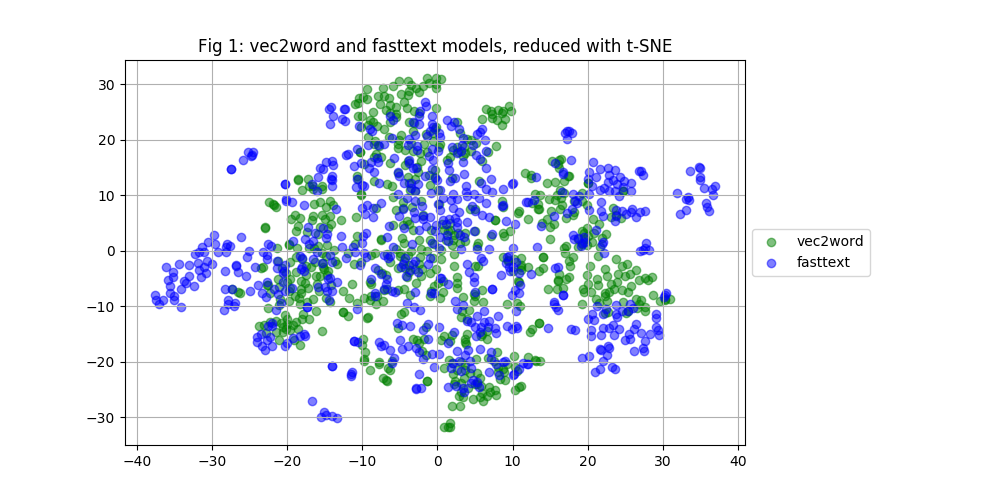 Fig 1: vec2word and fasttext models, reduced with t-SNE
30
20
10
0
−10
−20
−30
−40 −30 −20 −10 0 10 20 30 40
vec2word
fasttext